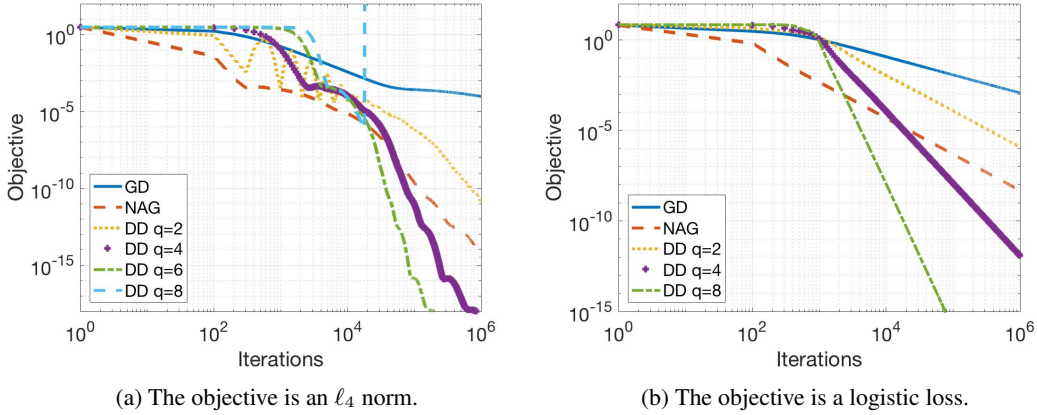 10^0
10^-5
10^-10
10^-15
Objective
GD
NAG
DD q=2
DD q=4
DD q=6
DD q=8
10^0
10^2
10^4
10^6
Iterations
(a) The objective is an ℓ_4 norm.
10^0
10^-5
10^-10
10^-15
Objective
GD
NAG
DD q=2
DD q=4
DD q=8
10^0
10^2
10^4
10^6
Iterations
(b) The objective is a logistic loss.